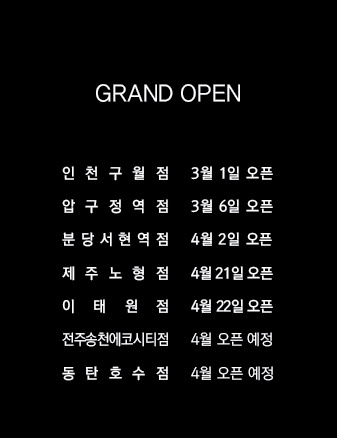 GRAND OPEN
인천구월점 3월 1일 오픈
압구정역점 3월 6일 오픈
분당서현역점 4월 2일 오픈
제주노형점 4월 21일 오픈
이태원점 4월 22일 오픈
전주송천에코시티점 4월 오픈 예정
동탄호수점 4월 오픈 예정